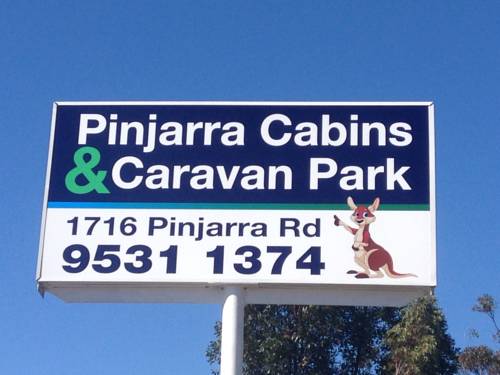 Pinjarra Cabins
& Caravan Park
1716 Pinjarra Rd
9531 1374